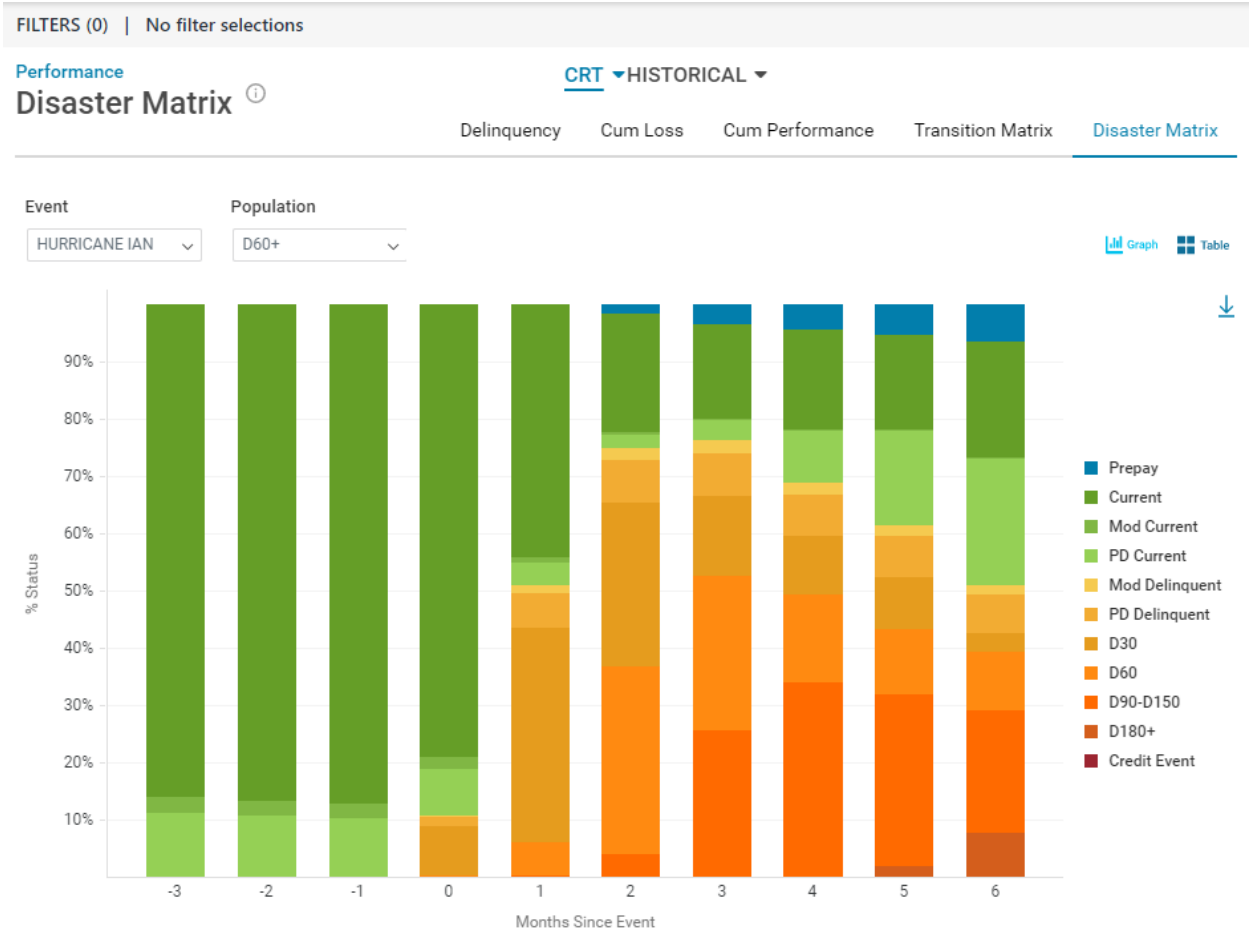 FILTERS (0) | No filter selections
Performance
CRT HISTORICAL
Disaster Matrix
Delinquency Cum Loss Cum Performance Transition Matrix Disaster Matrix
Event Population
HURRICANE IAN D60+
Graph Table
90%
80%
70%
60%
50%
40%
30%
20%
10%
% Status
-3 -2 -1 0 1 2 3 4 5 6
Months Since Event
Prepay
Current
Mod Current
PD Current
Mod Delinquent
PD Delinquent
D30
D60
D90-D150
D180+
Credit Event